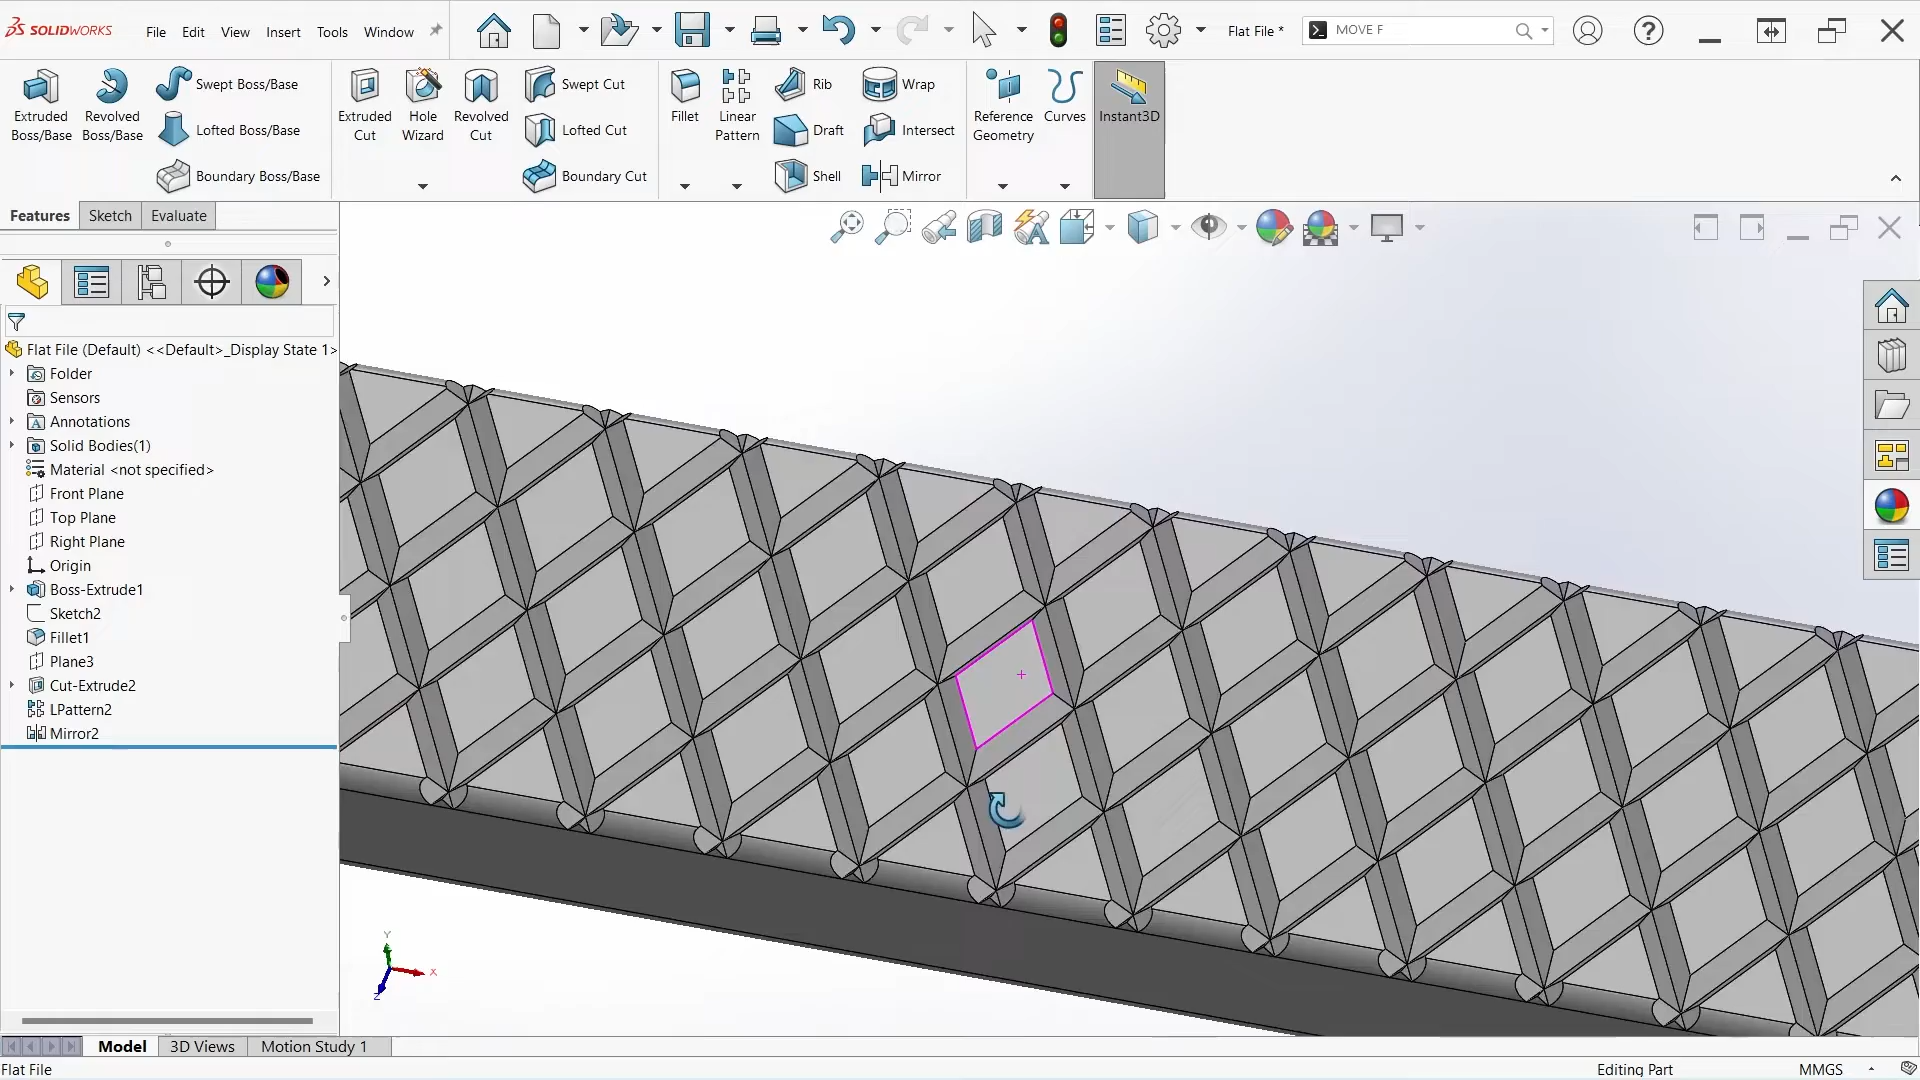 SOLIDWORKS
File Edit View Insert Tools Window
Flat File *
MOVE F
Extruded Boss/Base
Revolved Boss/Base
Swept Boss/Base
Lofted Boss/Base
Boundary Boss/Base
Extruded Cut
Hole Wizard
Revolved Cut
Swept Cut
Lofted Cut
Boundary Cut
Fillet
Linear Pattern
Rib
Draft
Shell
Wrap
Intersect
Mirror
Reference Geometry
Curves
Instant3D
Features Sketch Evaluate
Flat File (Default) <<Default>_Display State 1>
Folder
Sensors
Annotations
Solid Bodies(1)
Material <not specified>
Front Plane
Top Plane
Right Plane
Origin
Boss-Extrude1
Sketch2
Fillet1
Plane3
Cut-Extrude2
LPattern2
Mirror2
Y
X
Z
Model 3D Views Motion Study 1
Flat File
Editing Part
MMGS